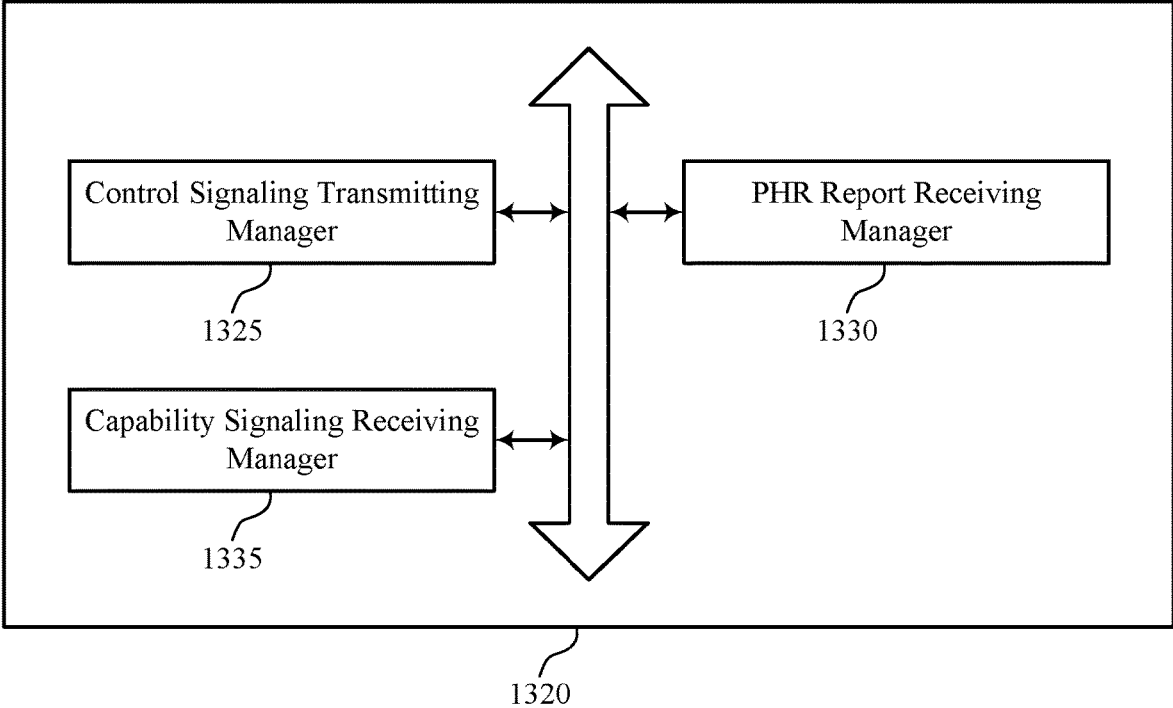 Control Signaling Transmitting
Manager
1325
PHR Report Receiving
Manager
1330
Capability Signaling Receiving
Manager
1335
1320